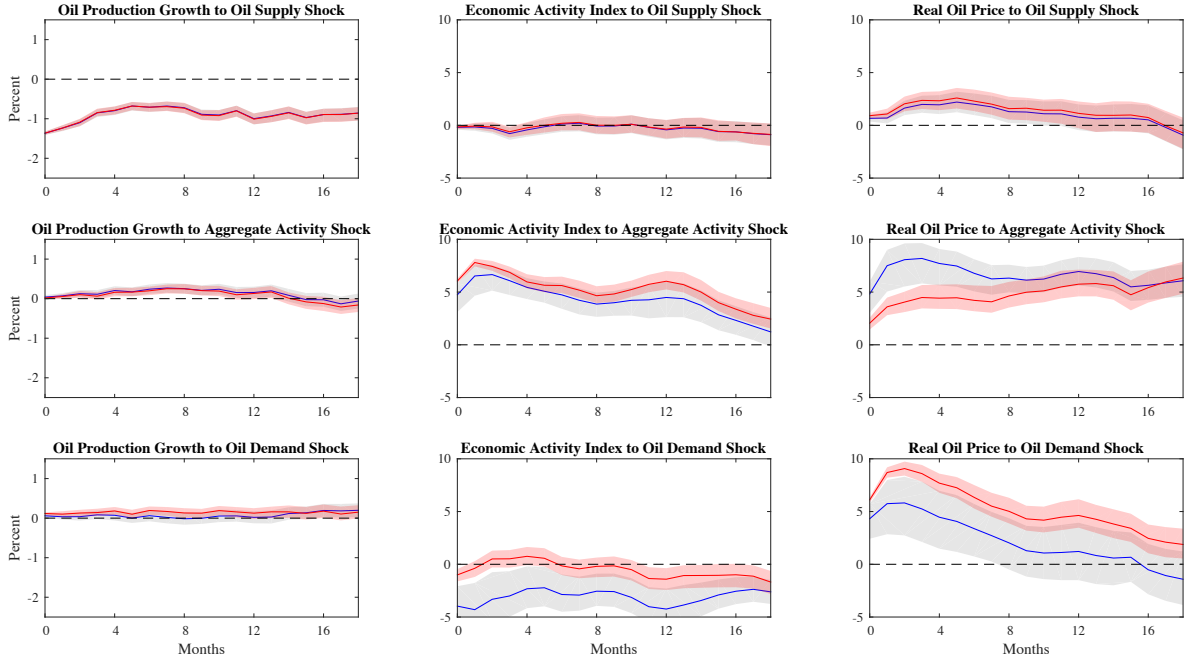 Oil Production Growth to Oil Supply Shock
Economic Activity Index to Oil Supply Shock
Real Oil Price to Oil Supply Shock
Percent
1
0
-1
-2
0 4 8 12 16
10
5
0
-5
0 4 8 12 16
10
5
0
-5
0 4 8 12 16
Oil Production Growth to Aggregate Activity Shock
Economic Activity Index to Aggregate Activity Shock
Real Oil Price to Aggregate Activity Shock
Percent
1
0
-1
-2
0 4 8 12 16
10
5
0
-5
0 4 8 12 16
10
5
0
-5
0 4 8 12 16
Oil Production Growth to Oil Demand Shock
Economic Activity Index to Oil Demand Shock
Real Oil Price to Oil Demand Shock
Percent
1
0
-1
-2
0 4 8 12 16
Months
10
5
0
-5
0 4 8 12 16
Months
10
5
0
-5
0 4 8 12 16
Months